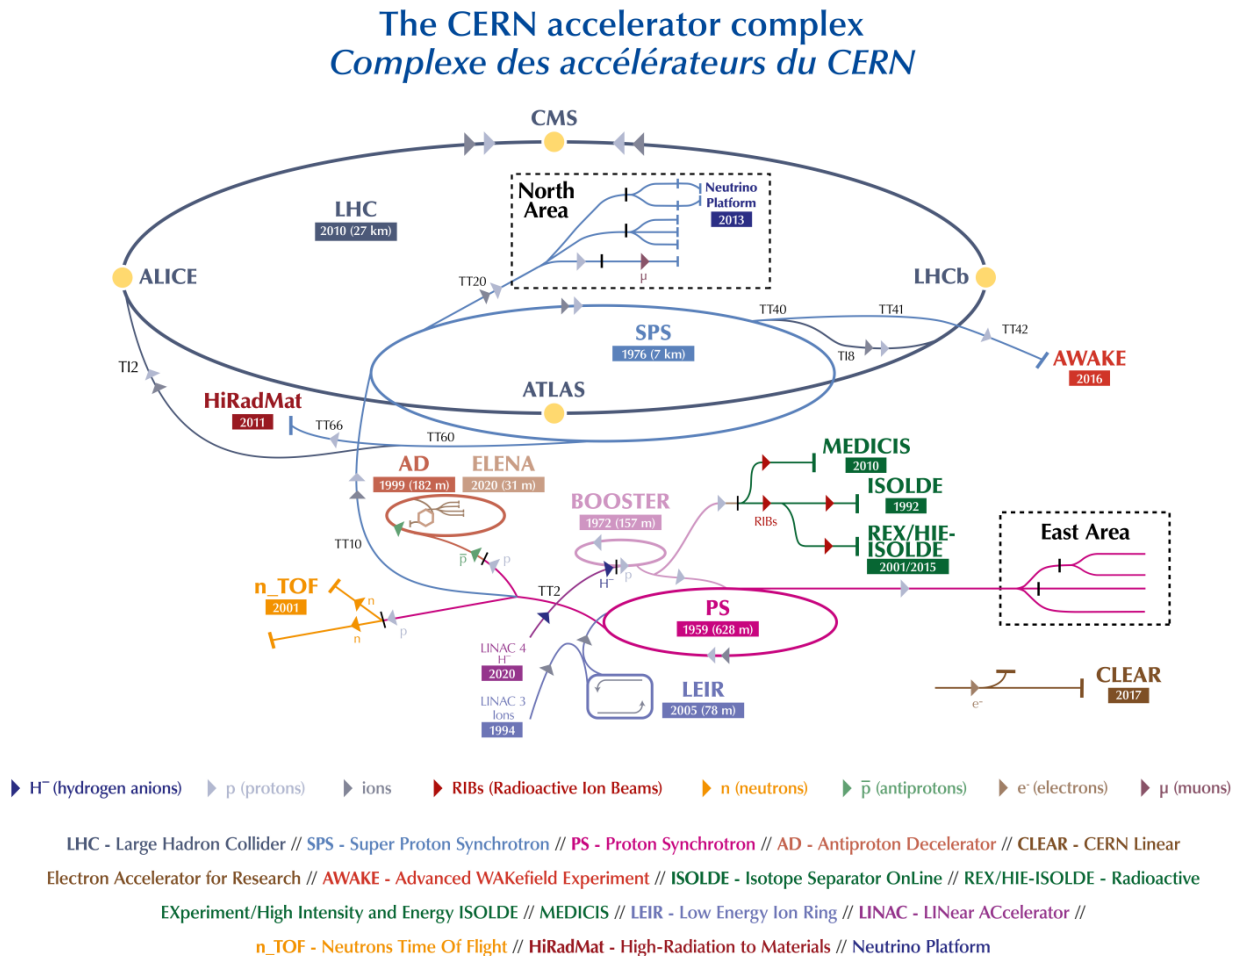 The CERN accelerator complex
Complexe des accélérateurs du CERN
CMS
North
Area
Neutrino
Platform
2013
LHC
2010 (27 km)
μ
ALICE
LHCb
TT20
TT40
TT41
SPS
1976 (7 km)
TT42
TI8
AWAKE
2016
TI2
ATLAS
HiRadMat
2011
TT66
TT60
MEDICIS
2010
AD
1999 (182 m)
ELENA
2020 (31 m)
ISOLDE
1992
BOOSTER
1972 (157 m)
RIBs
REX/HIE-
ISOLDE
2001/2015
East Area
TT10
p̅
p
H⁻
p
n_TOF
2001
n
n
p
TT2
PS
1959 (628 m)
LINAC 4
H⁻
2020
LINAC 3
Ions
1994
LEIR
2005 (78 m)
CLEAR
2017
e⁻
H⁻ (hydrogen anions)
p (protons)
ions
RIBs (Radioactive Ion Beams)
n (neutrons)
p̅ (antiprotons)
e⁻ (electrons)
μ (muons)
LHC - Large Hadron Collider // SPS - Super Proton Synchrotron // PS - Proton Synchrotron // AD - Antiproton Decelerator // CLEAR - CERN Linear
Electron Accelerator for Research // AWAKE - Advanced WAKefield Experiment // ISOLDE - Isotope Separator OnLine // REX/HIE-ISOLDE - Radioactive
EXperiment/High Intensity and Energy ISOLDE // MEDICIS // LEIR - Low Energy Ion Ring // LINAC - LINear ACcelerator //
n_TOF - Neutrons Time Of Flight // HiRadMat - High-Radiation to Materials // Neutrino Platform